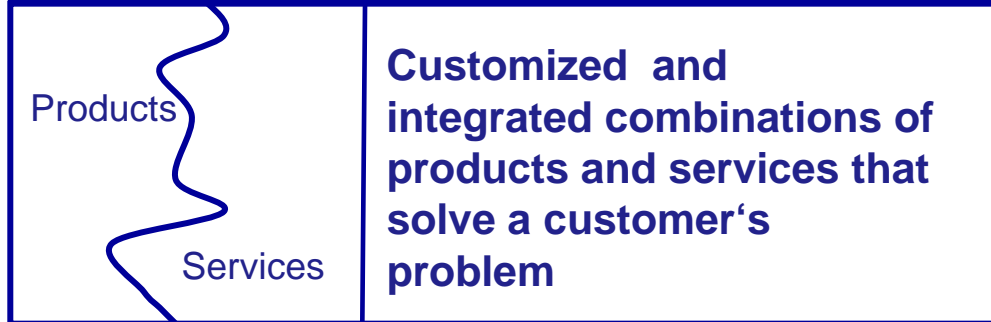 Products
Services
Customized and
integrated combinations of
products and services that
solve a customer‘s
problem